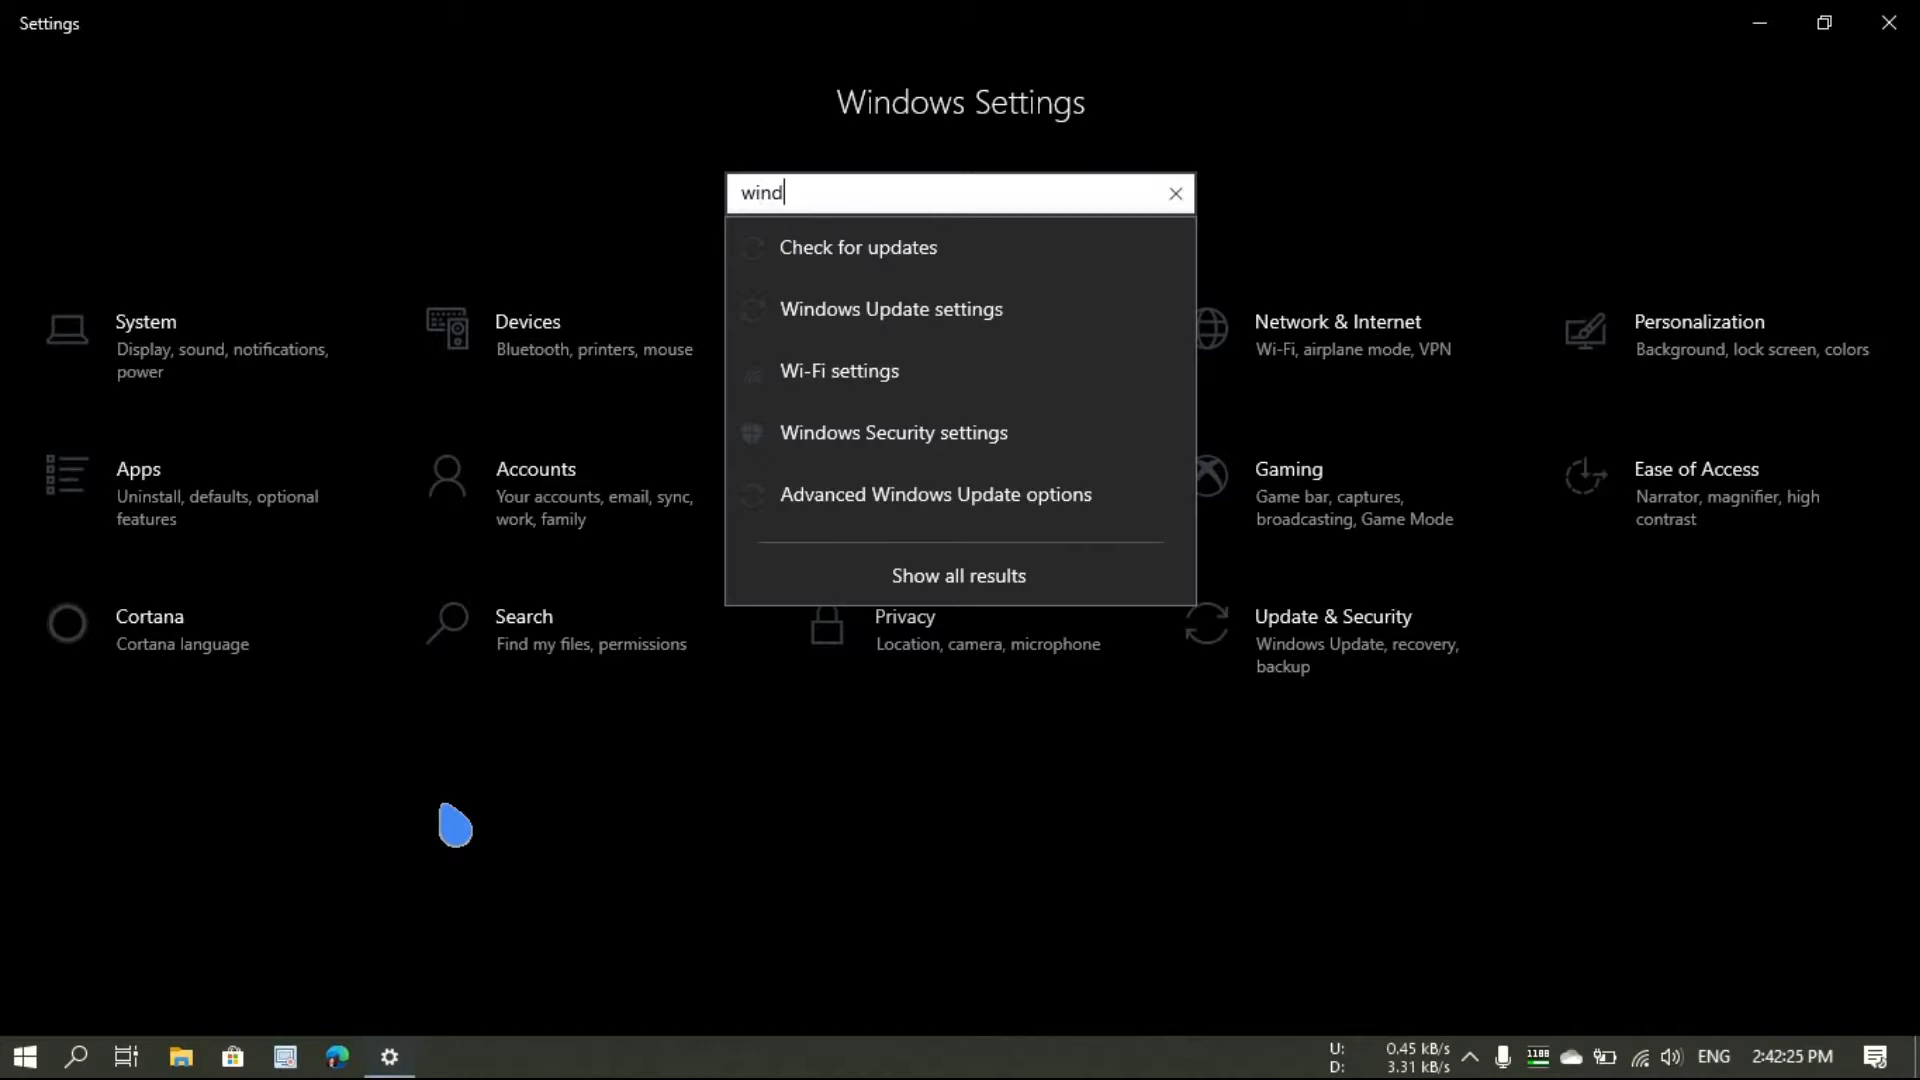 Settings
Windows Settings
wind
Check for updates
Windows Update settings
Wi-Fi settings
Windows Security settings
Advanced Windows Update options
Show all results
System
Display, sound, notifications,
power
Devices
Bluetooth, printers, mouse
Network & Internet
Wi-Fi, airplane mode, VPN
Personalization
Background, lock screen, colors
Apps
Uninstall, defaults, optional
features
Accounts
Your accounts, email, sync,
work, family
Gaming
Game bar, captures,
broadcasting, Game Mode
Ease of Access
Narrator, magnifier, high
contrast
Cortana
Cortana language
Search
Find my files, permissions
Privacy
Location, camera, microphone
Update & Security
Windows Update, recovery,
backup
U: 0.45 kB/s
D: 3.31 kB/s
1188
ENG
2:42:25 PM